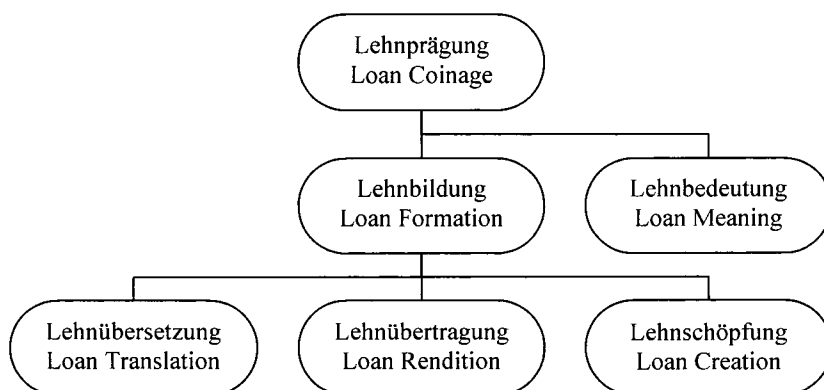 Lehnprägung
Loan Coinage
Lehnbildung
Loan Formation
Lehnbedeutung
Loan Meaning
Lehnübersetzung
Loan Translation
Lehnübertragung
Loan Rendition
Lehnschöpfung
Loan Creation